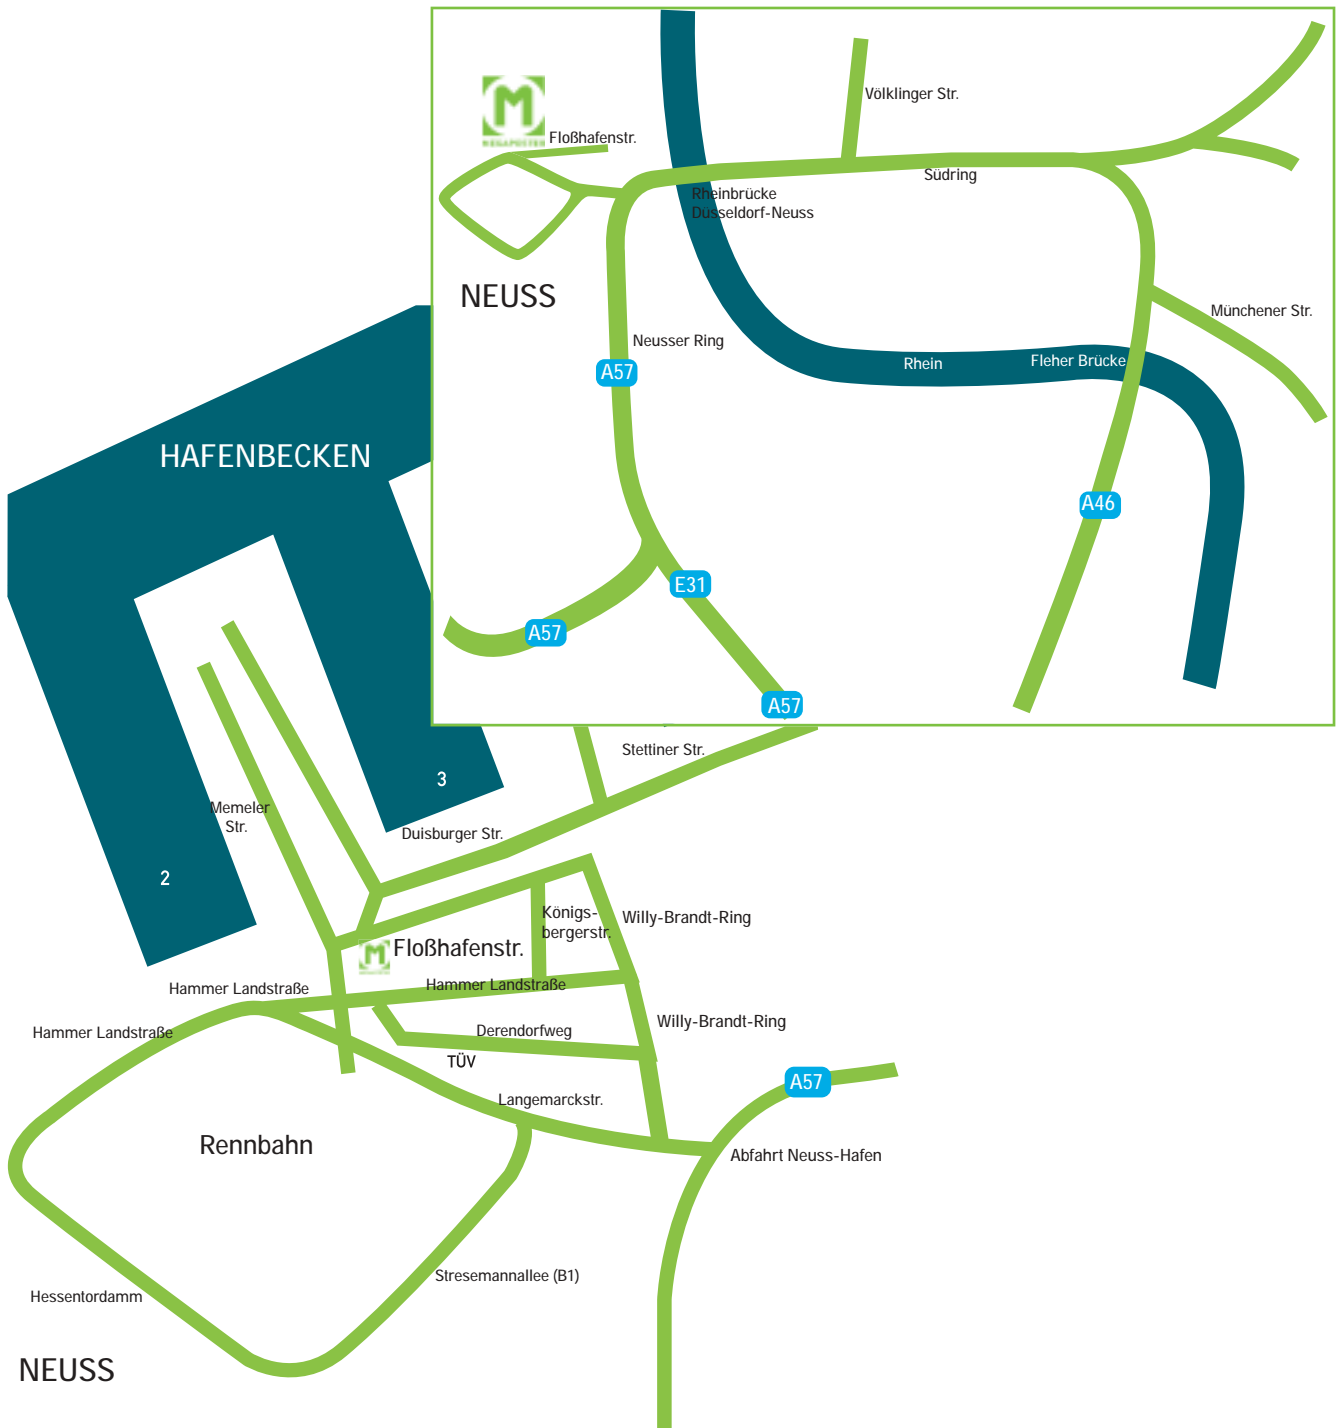 Völklinger Str.
M
MEGAPOSTER
Floßhafenstr.
Südring
Rheinbrücke
Düsseldorf-Neuss
NEUSS
Münchener Str.
Neusser Ring
Rhein
Fleher Brücke
A57
HAFENBECKEN
A46
E31
A57
A57
Stettiner Str.
3
Memeler
Str.
Duisburger Str.
2
Königs-
bergerstr.
Willy-Brandt-Ring
M
Floßhafenstr.
Hammer Landstraße
Hammer Landstraße
Hammer Landstraße
Willy-Brandt-Ring
Derendorfweg
TÜV
A57
Langemarckstr.
Rennbahn
Abfahrt Neuss-Hafen
Stresemannallee (B1)
Hessentordamm
NEUSS